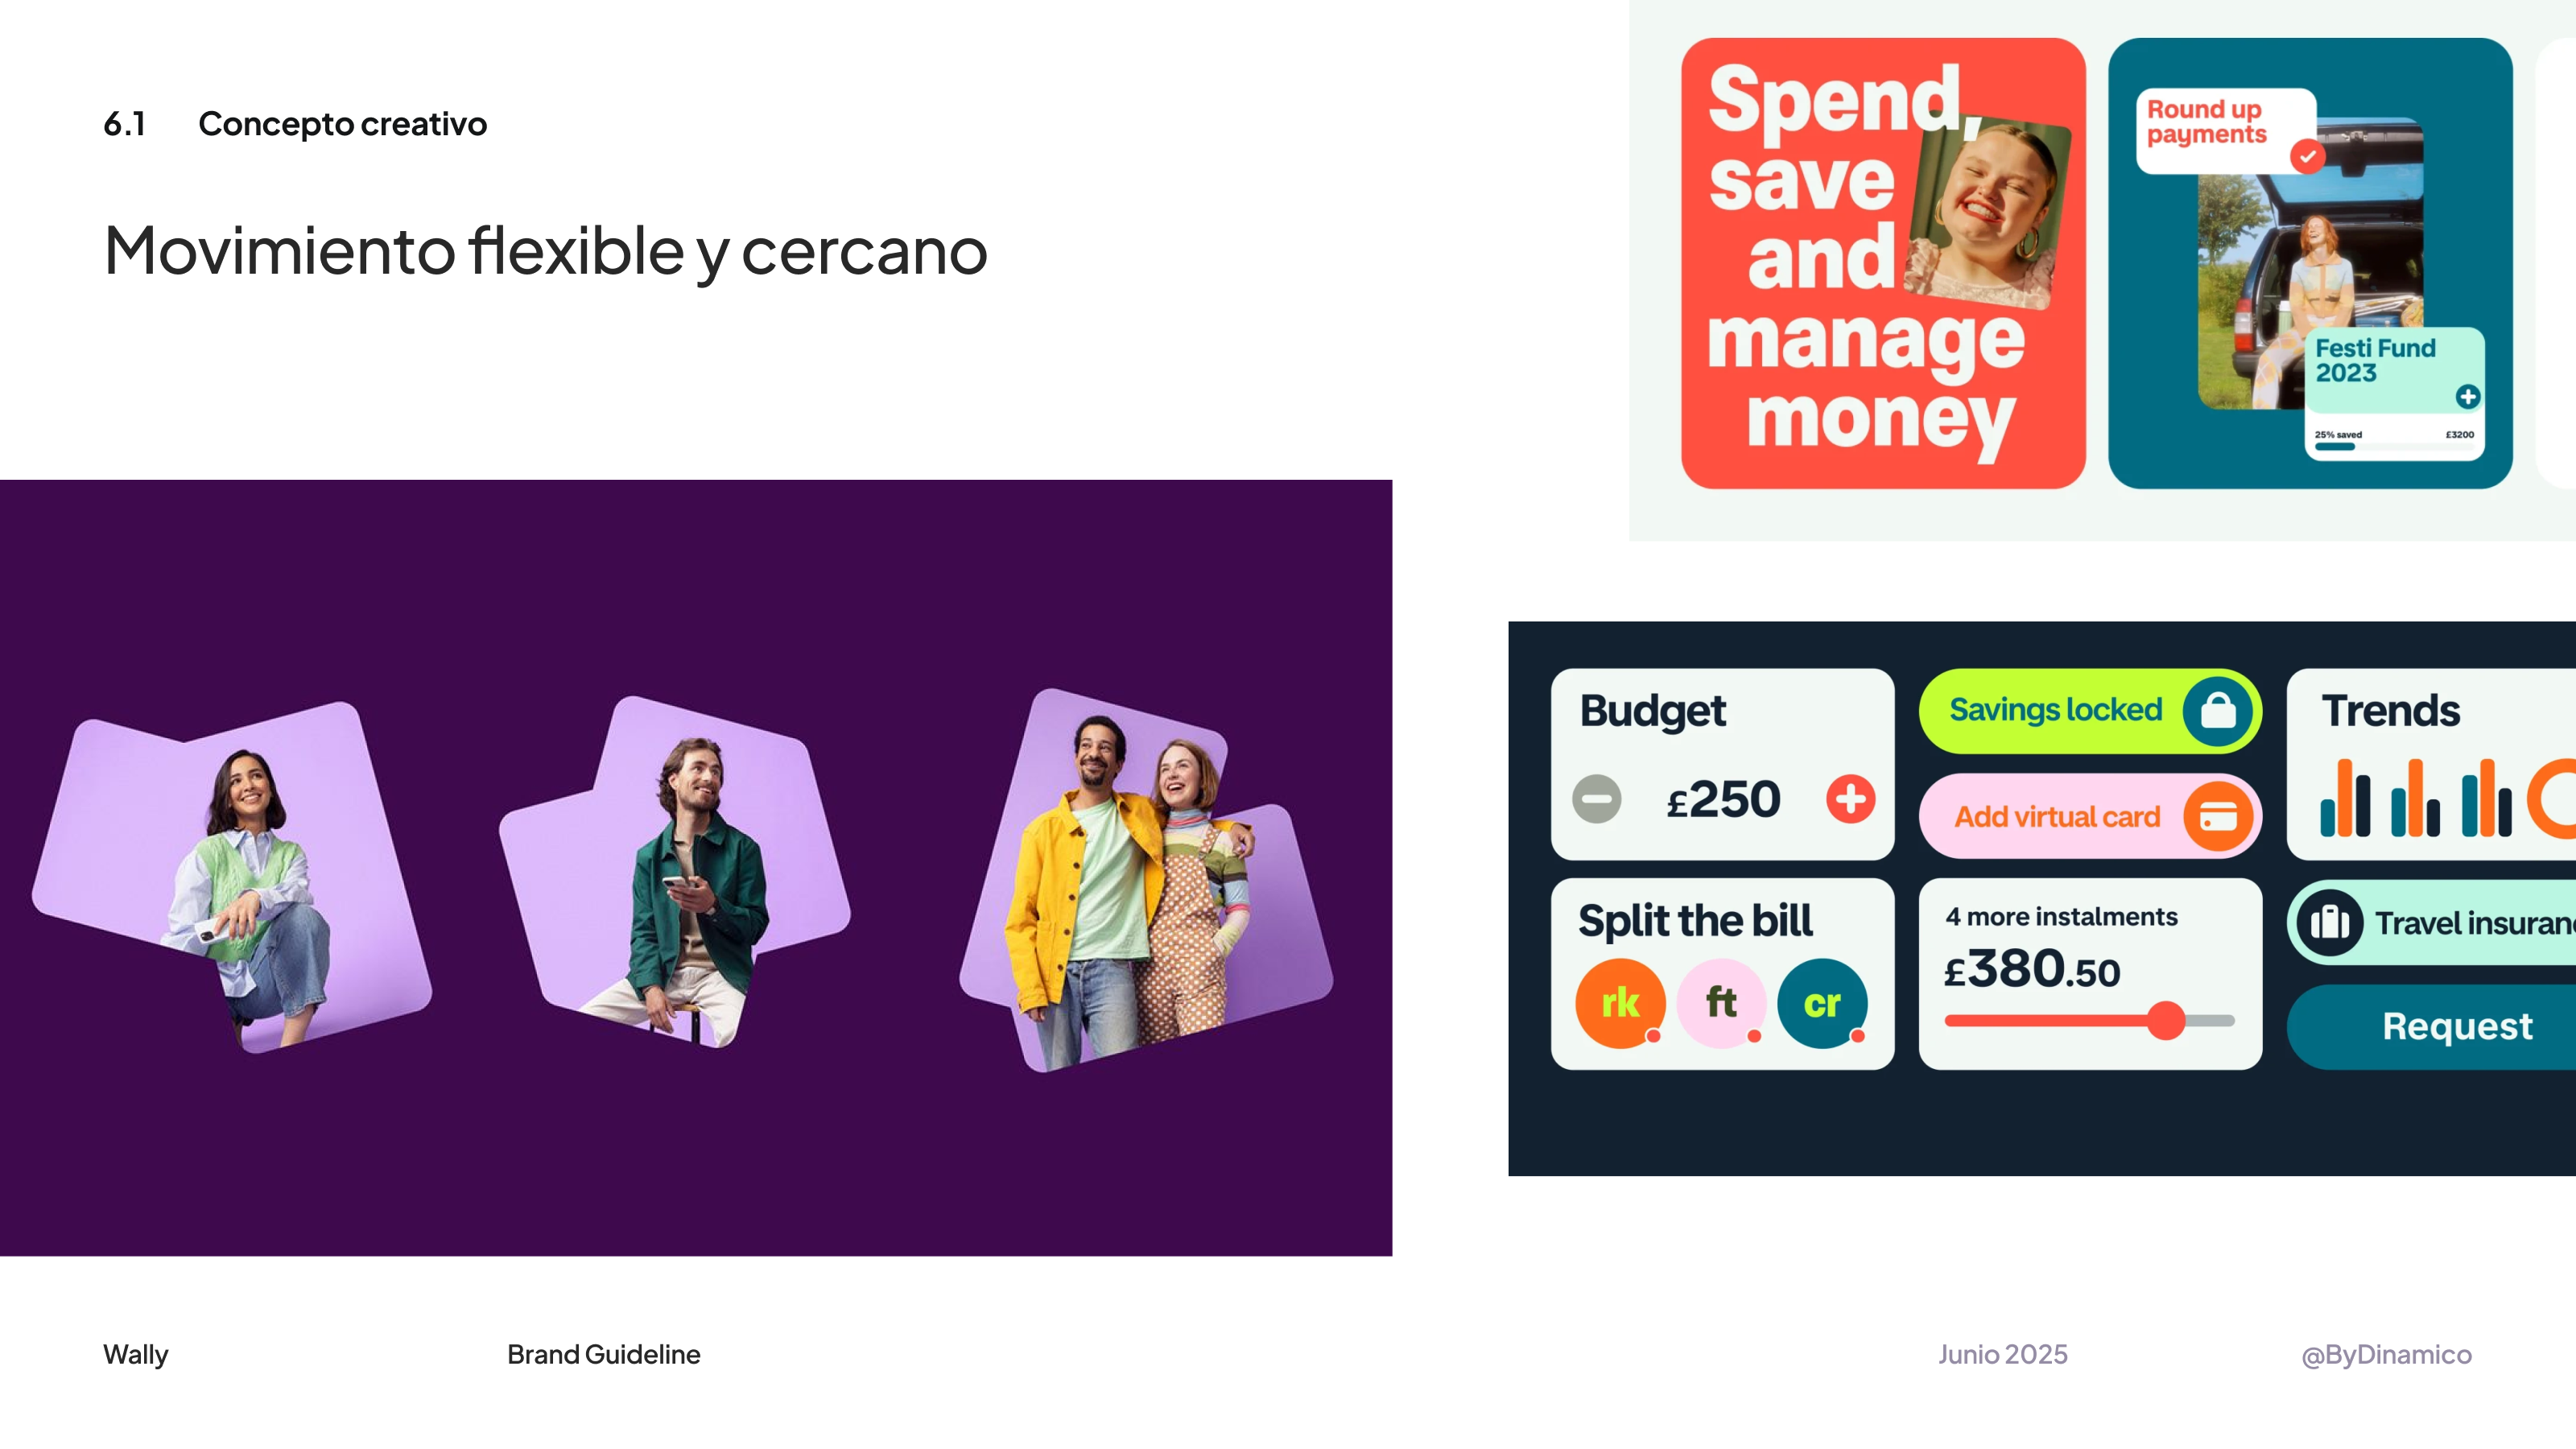 6.1 Concepto creativo
Movimiento flexible y cercano
Spend,
save
and
manage
money
Round up
payments
Festi Fund
2023
25% saved £3200
Budget
£250
Savings locked
Add virtual card
Trends
Split the bill
rk ft cr
4 more instalments
£380.50
Travel insuran
Request
Wally Brand Guideline Junio 2025 @ByDinamico